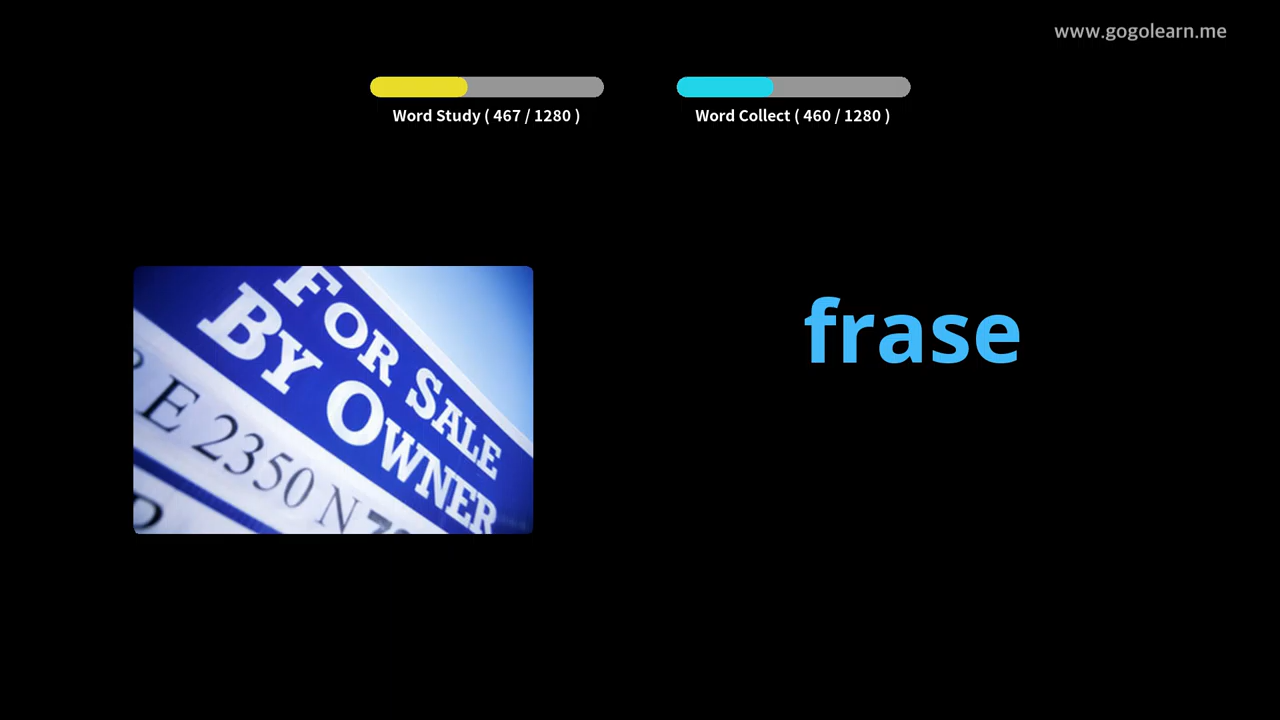 www.gogolearn.me
Word Study ( 467 / 1280 )
Word Collect ( 460 / 1280 )
FOR SALE
BY OWNER
E 2350 N
frase